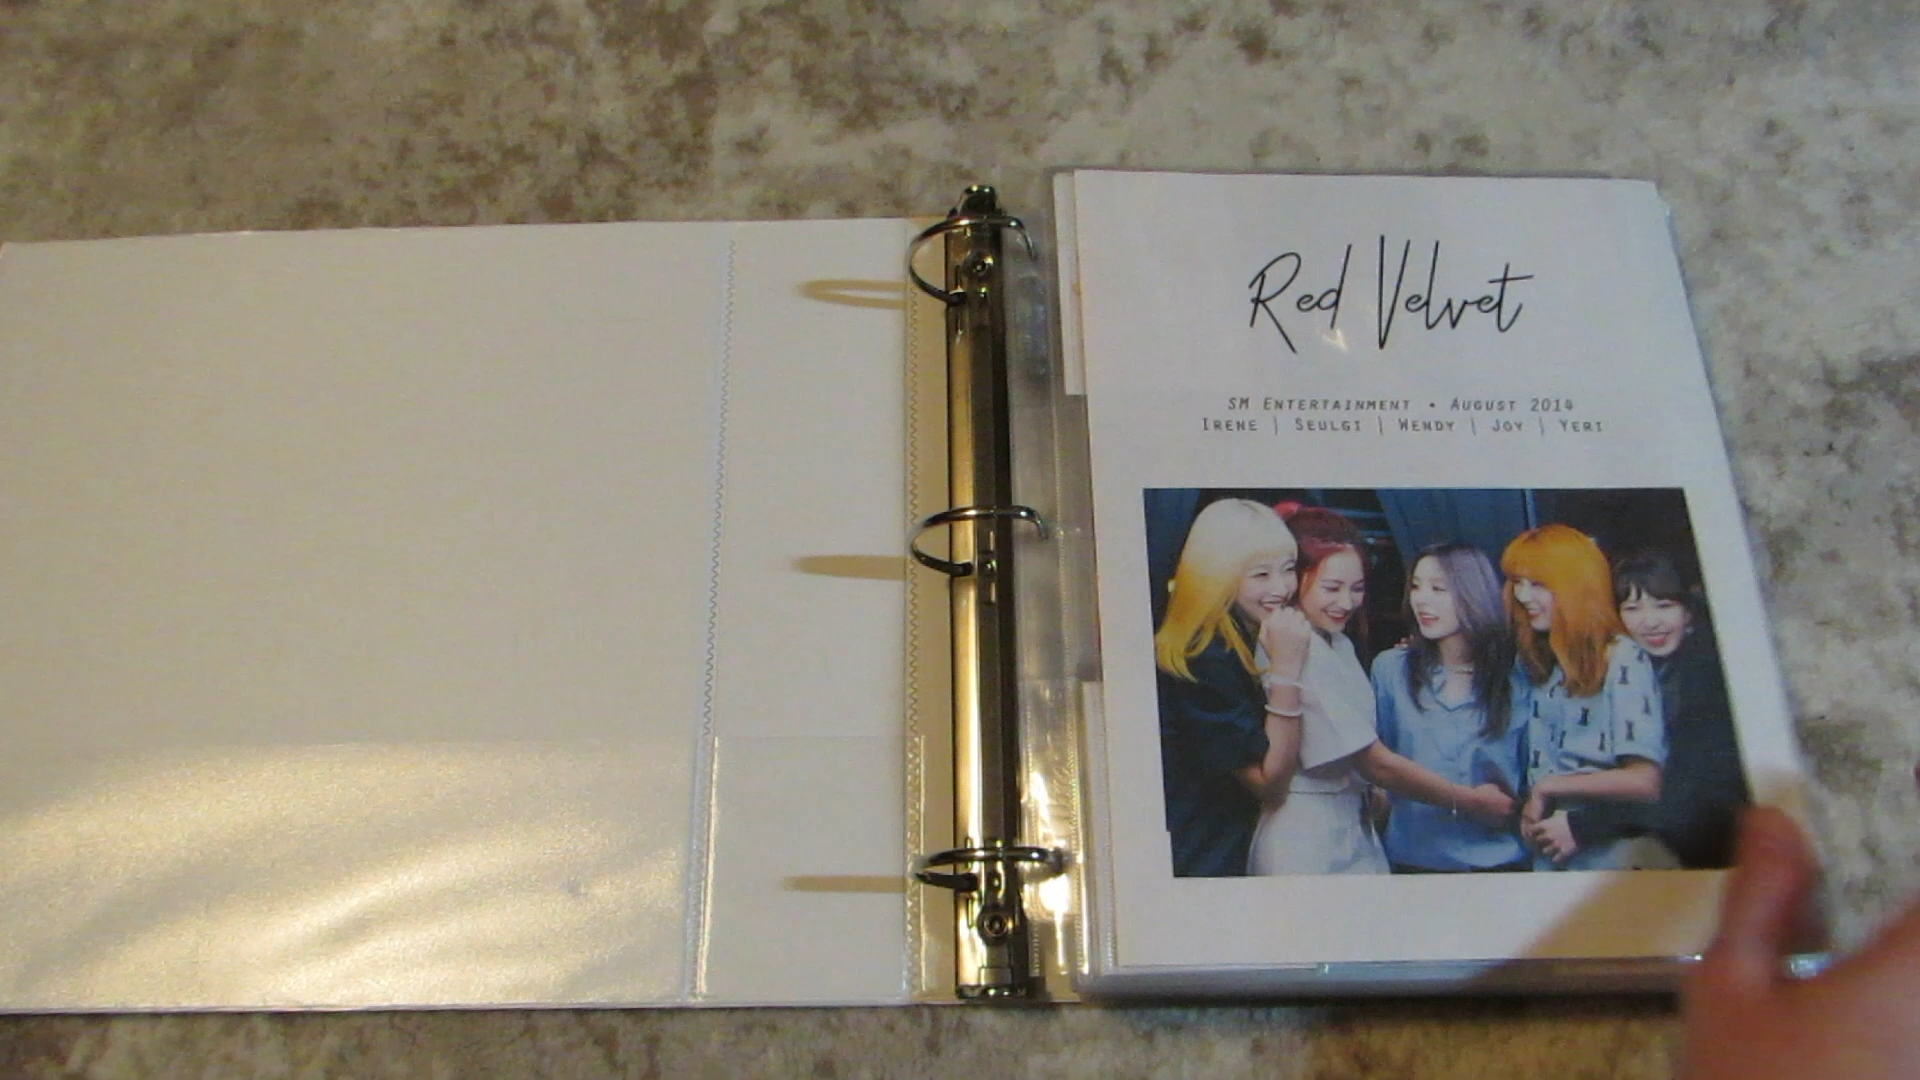 Red Velvet
SM Entertainment • August 2014
Irene | Seulgi | Wendy | Joy | Yeri